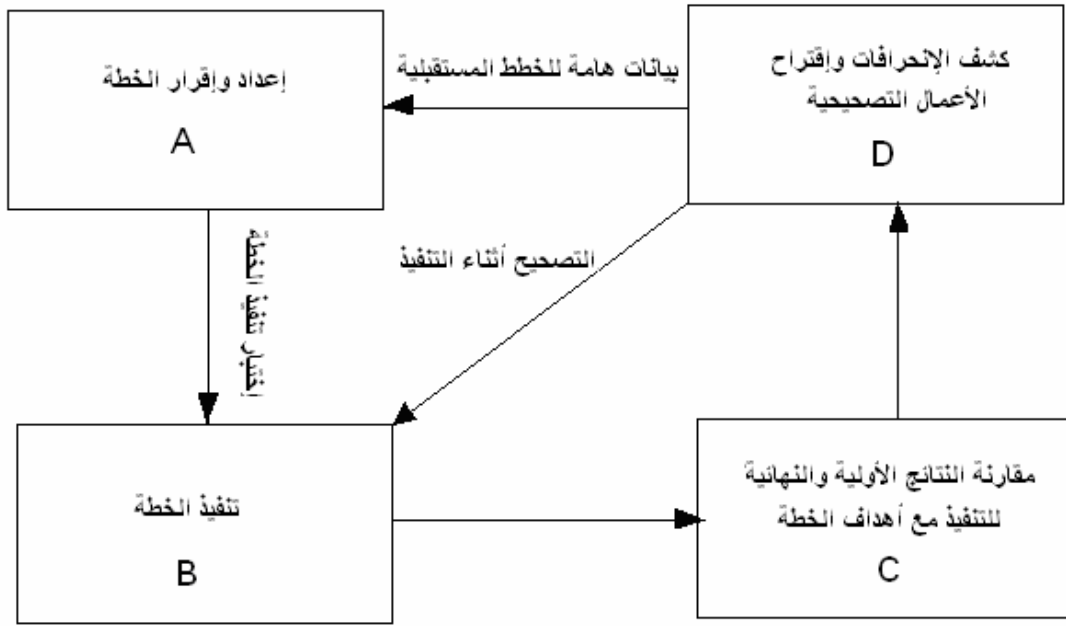 إعداد وإقرار الخطة
A
بيانات هامة للخطط المستقبلية
كشف الإنحرافات وإقتراح
الأعمال التصحيحية
D
إختبار تنفيذ الخطة
التصحيح أثناء التنفيذ
تنفيذ الخطة
B
مقارنة النتائج الأولية والنهائية
للتنفيذ مع أهداف الخطة
C